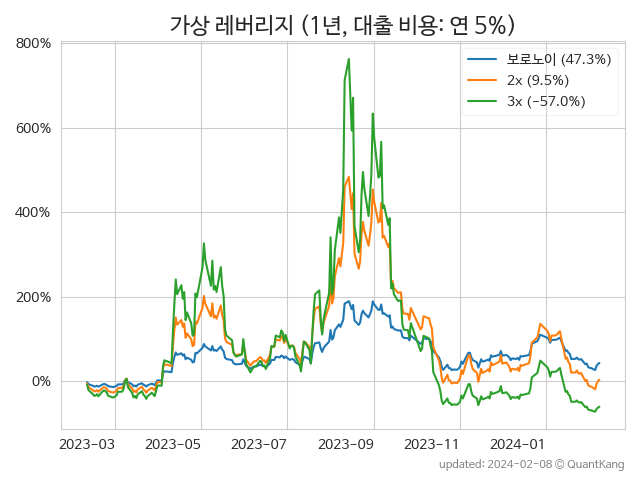 가상 레버리지 (1년, 대출 비용: 연 5%)
800%
600%
400%
200%
0%
보로노이 (47.3%)
2x (9.5%)
3x (-57.0%)
2023-03
2023-05
2023-07
2023-09
2023-11
2024-01
updated: 2024-02-08 © QuantKang